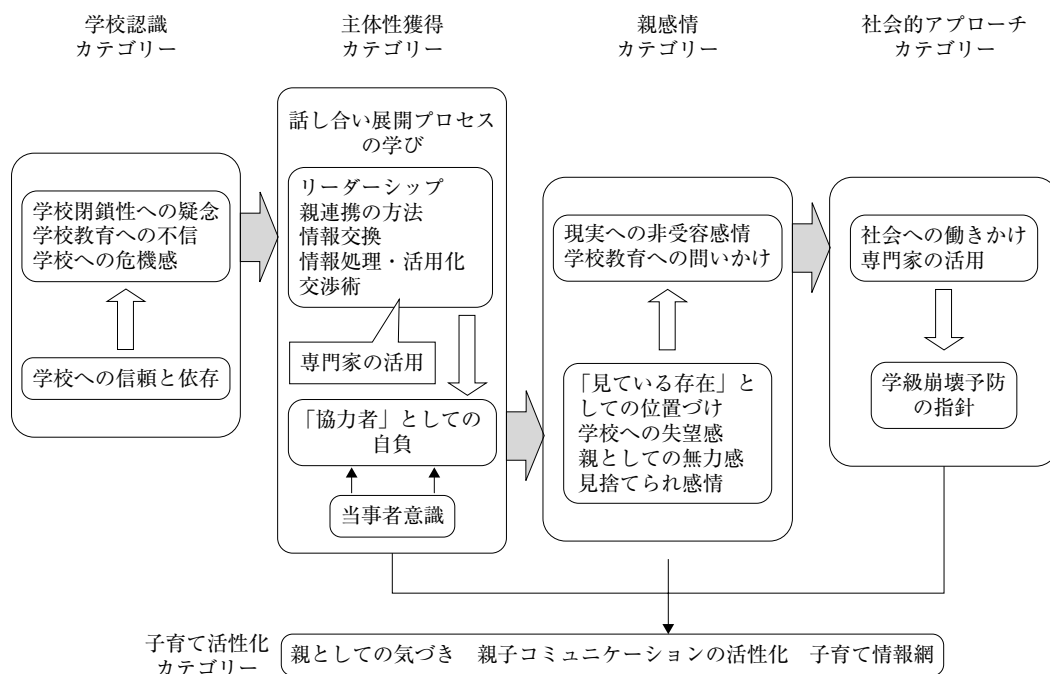 学校認識
カテゴリー
主体性獲得
カテゴリー
親感情
カテゴリー
社会的アプローチ
カテゴリー
学校閉鎖性への疑念
学校教育への不信
学校への危機感
学校への信頼と依存
話し合い展開プロセス
の学び
リーダーシップ
親連携の方法
情報交換
情報処理・活用化
交渉術
専門家の活用
「協力者」としての
自負
当事者意識
現実への非受容感情
学校教育への問いかけ
「見ている存在」と
しての位置づけ
学校への失望感
親としての無力感
見捨てられ感情
社会への働きかけ
専門家の活用
学級崩壊予防
の指針
子育て活性化
カテゴリー
親としての気づき 親子コミュニケーションの活性化 子育て情報網